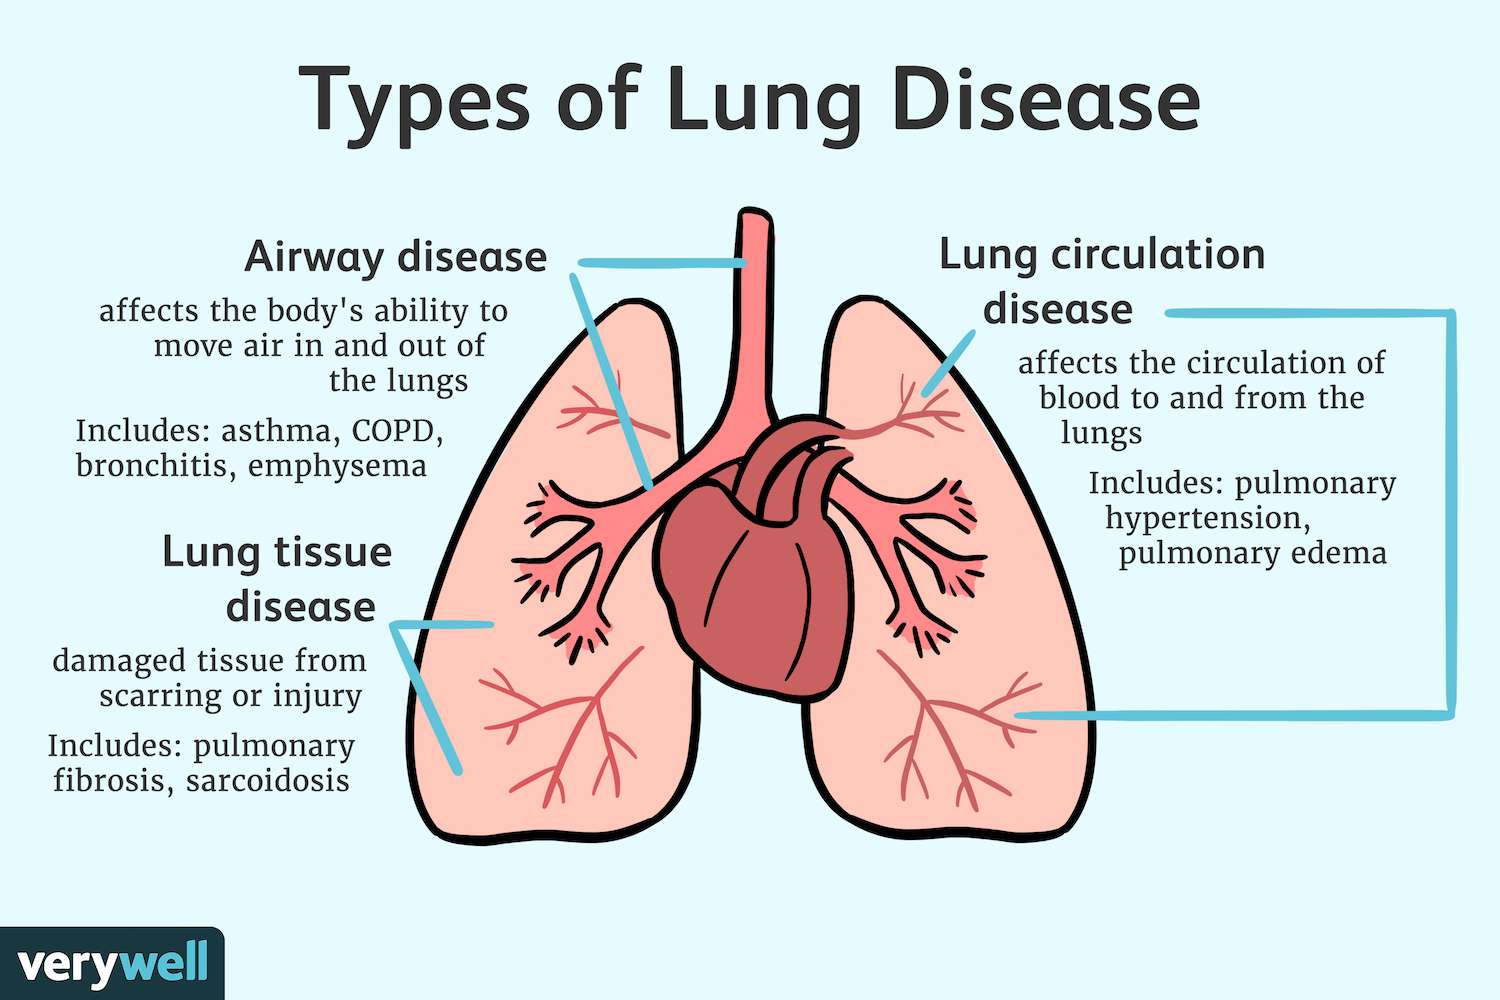 Types of Lung Disease
Airway disease
affects the body's ability to
move air in and out of
the lungs
Includes: asthma, COPD,
bronchitis, emphysema
Lung tissue
disease
damaged tissue from
scarring or injury
Includes: pulmonary
fibrosis, sarcoidosis
Lung circulation
disease
affects the circulation of
blood to and from the
lungs
Includes: pulmonary
hypertension,
pulmonary edema
verywell